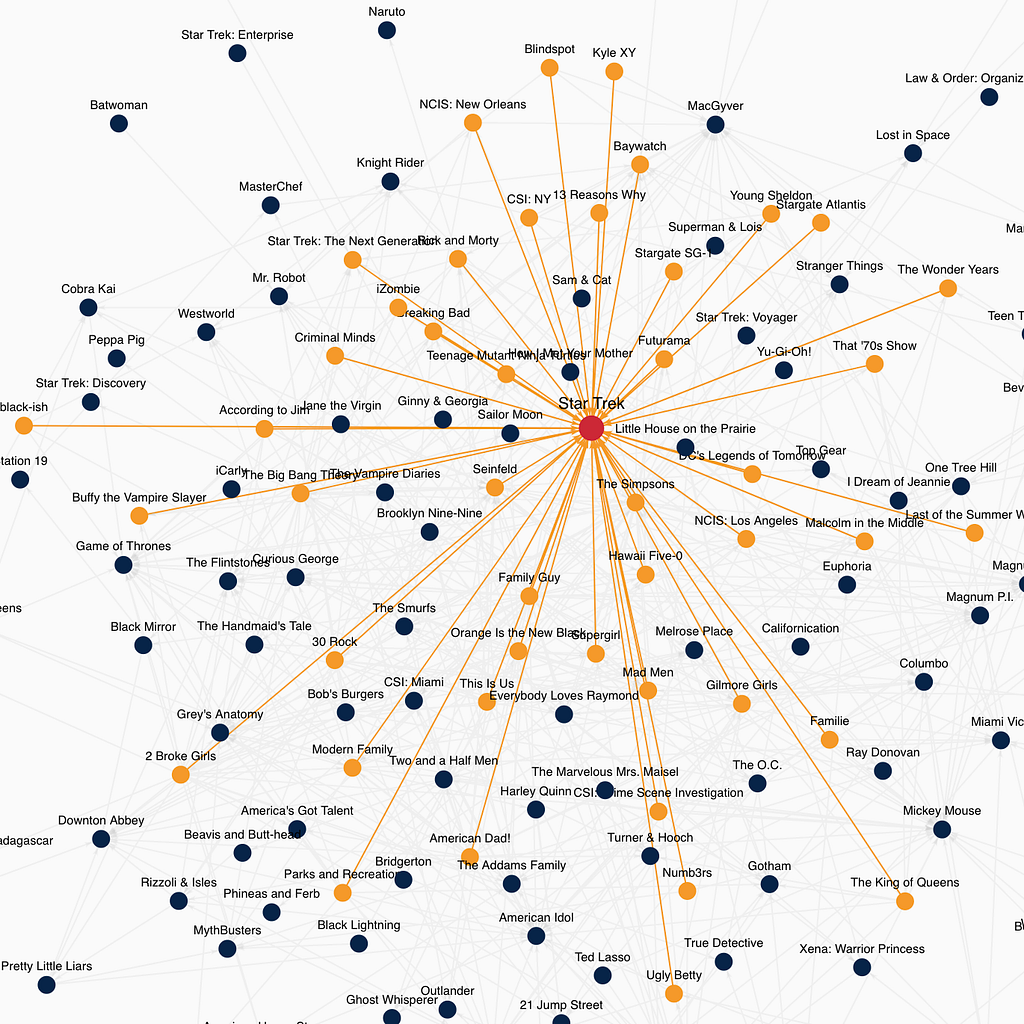 Naruto
Star Trek: Enterprise
Blindspot
Kyle XY
Law & Order: Organiz
Batwoman
NCIS: New Orleans
MacGyver
Lost in Space
Baywatch
Knight Rider
MasterChef
CSI: NY
13 Reasons Why
Young Sheldon
Stargate Atlantis
Superman & Lois
Mar
Star Trek: The Next Generation
Rick and Morty
Stargate SG-1
Stranger Things
The Wonder Years
Mr. Robot
Sam & Cat
Cobra Kai
iZombie
Westworld
Breaking Bad
Star Trek: Voyager
Teen T
Peppa Pig
Criminal Minds
Teenage Mutant Ninja Turtles
How I Met Your Mother
Futurama
Yu-Gi-Oh!
That '70s Show
Star Trek: Discovery
Bev
black-ish
According to Jim
Jane the Virgin
Ginny & Georgia
Sailor Moon
Star Trek
Little House on the Prairie
tation 19
iCarly
The Big Bang Theory
The Vampire Diaries
Seinfeld
DC's Legends of Tomorrow
Top Gear
One Tree Hill
The Simpsons
I Dream of Jeannie
Buffy the Vampire Slayer
Brooklyn Nine-Nine
NCIS: Los Angeles
Malcolm in the Middle
Last of the Summer W
Game of Thrones
The Flintstones
Curious George
Hawaii Five-0
Euphoria
Magnu
Family Guy
Magnum P.I.
eens
Black Mirror
The Handmaid's Tale
The Smurfs
30 Rock
Orange Is the New Black
Supergirl
Melrose Place
Californication
Columbo
Bob's Burgers
CSI: Miami
This Is Us
Everybody Loves Raymond
Mad Men
Gilmore Girls
Grey's Anatomy
Familie
Miami Vic
2 Broke Girls
Modern Family
Two and a Half Men
Ray Donovan
The Marvelous Mrs. Maisel
The O.C.
Harley Quinn
CSI: Crime Scene Investigation
Downton Abbey
America's Got Talent
Mickey Mouse
adagascar
Beavis and Butt-head
American Dad!
Turner & Hooch
Bridgerton
The Addams Family
Gotham
Rizzoli & Isles
Parks and Recreation
Numb3rs
The King of Queens
Phineas and Ferb
MythBusters
Black Lightning
American Idol
True Detective
Xena: Warrior Princess
Pretty Little Liars
Ted Lasso
Ugly Betty
Ghost Whisperer
Outlander
21 Jump Street